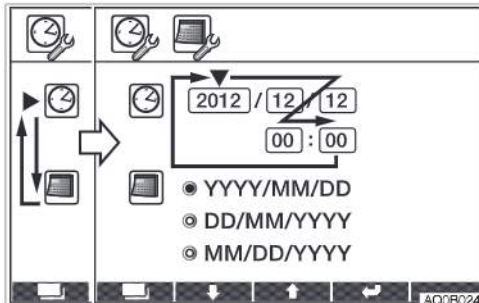 2012 / 12 / 12
00 : 00
YYYY/MM/DD
DD/MM/YYYY
MM/DD/YYYY
AQ0B024